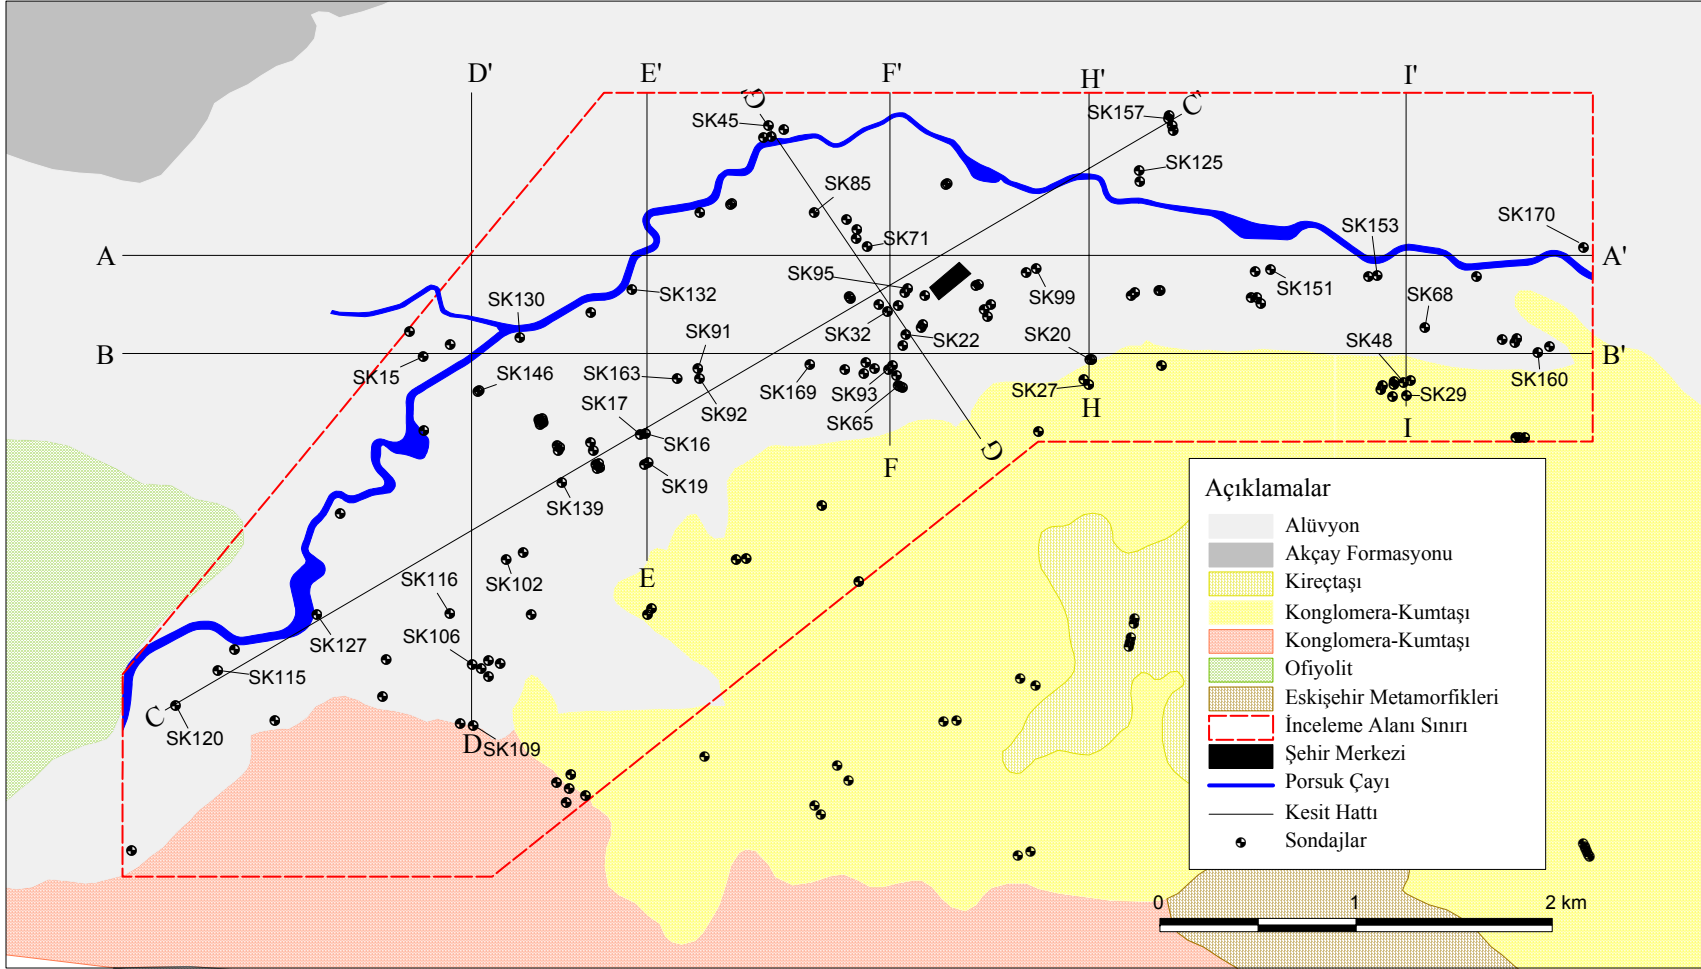 D'
E'
F'
H'
I'
G'
C'
SK45
SK157
SK125
SK85
SK71
SK153
SK170
A
A'
SK95
SK132
SK99
SK151
SK130
SK68
SK32
SK22
SK20
SK48
SK91
B
B'
SK15
SK163
SK169
SK93
SK160
SK146
SK92
SK27
SK29
SK17
SK65
H
I
SK16
G
F
SK19
SK139
SK116
SK102
E
SK106
SK127
SK115
C
SK120
D
SK109
Açıklamalar
Alüvyon
Akçay Formasyonu
Kireçtaşı
Konglomera-Kumtaşı
Konglomera-Kumtaşı
Ofiyolit
Eskişehir Metamorfikleri
İnceleme Alanı Sınırı
Şehir Merkezi
Porsuk Çayı
Kesit Hattı
Sondajlar
0 1 2 km